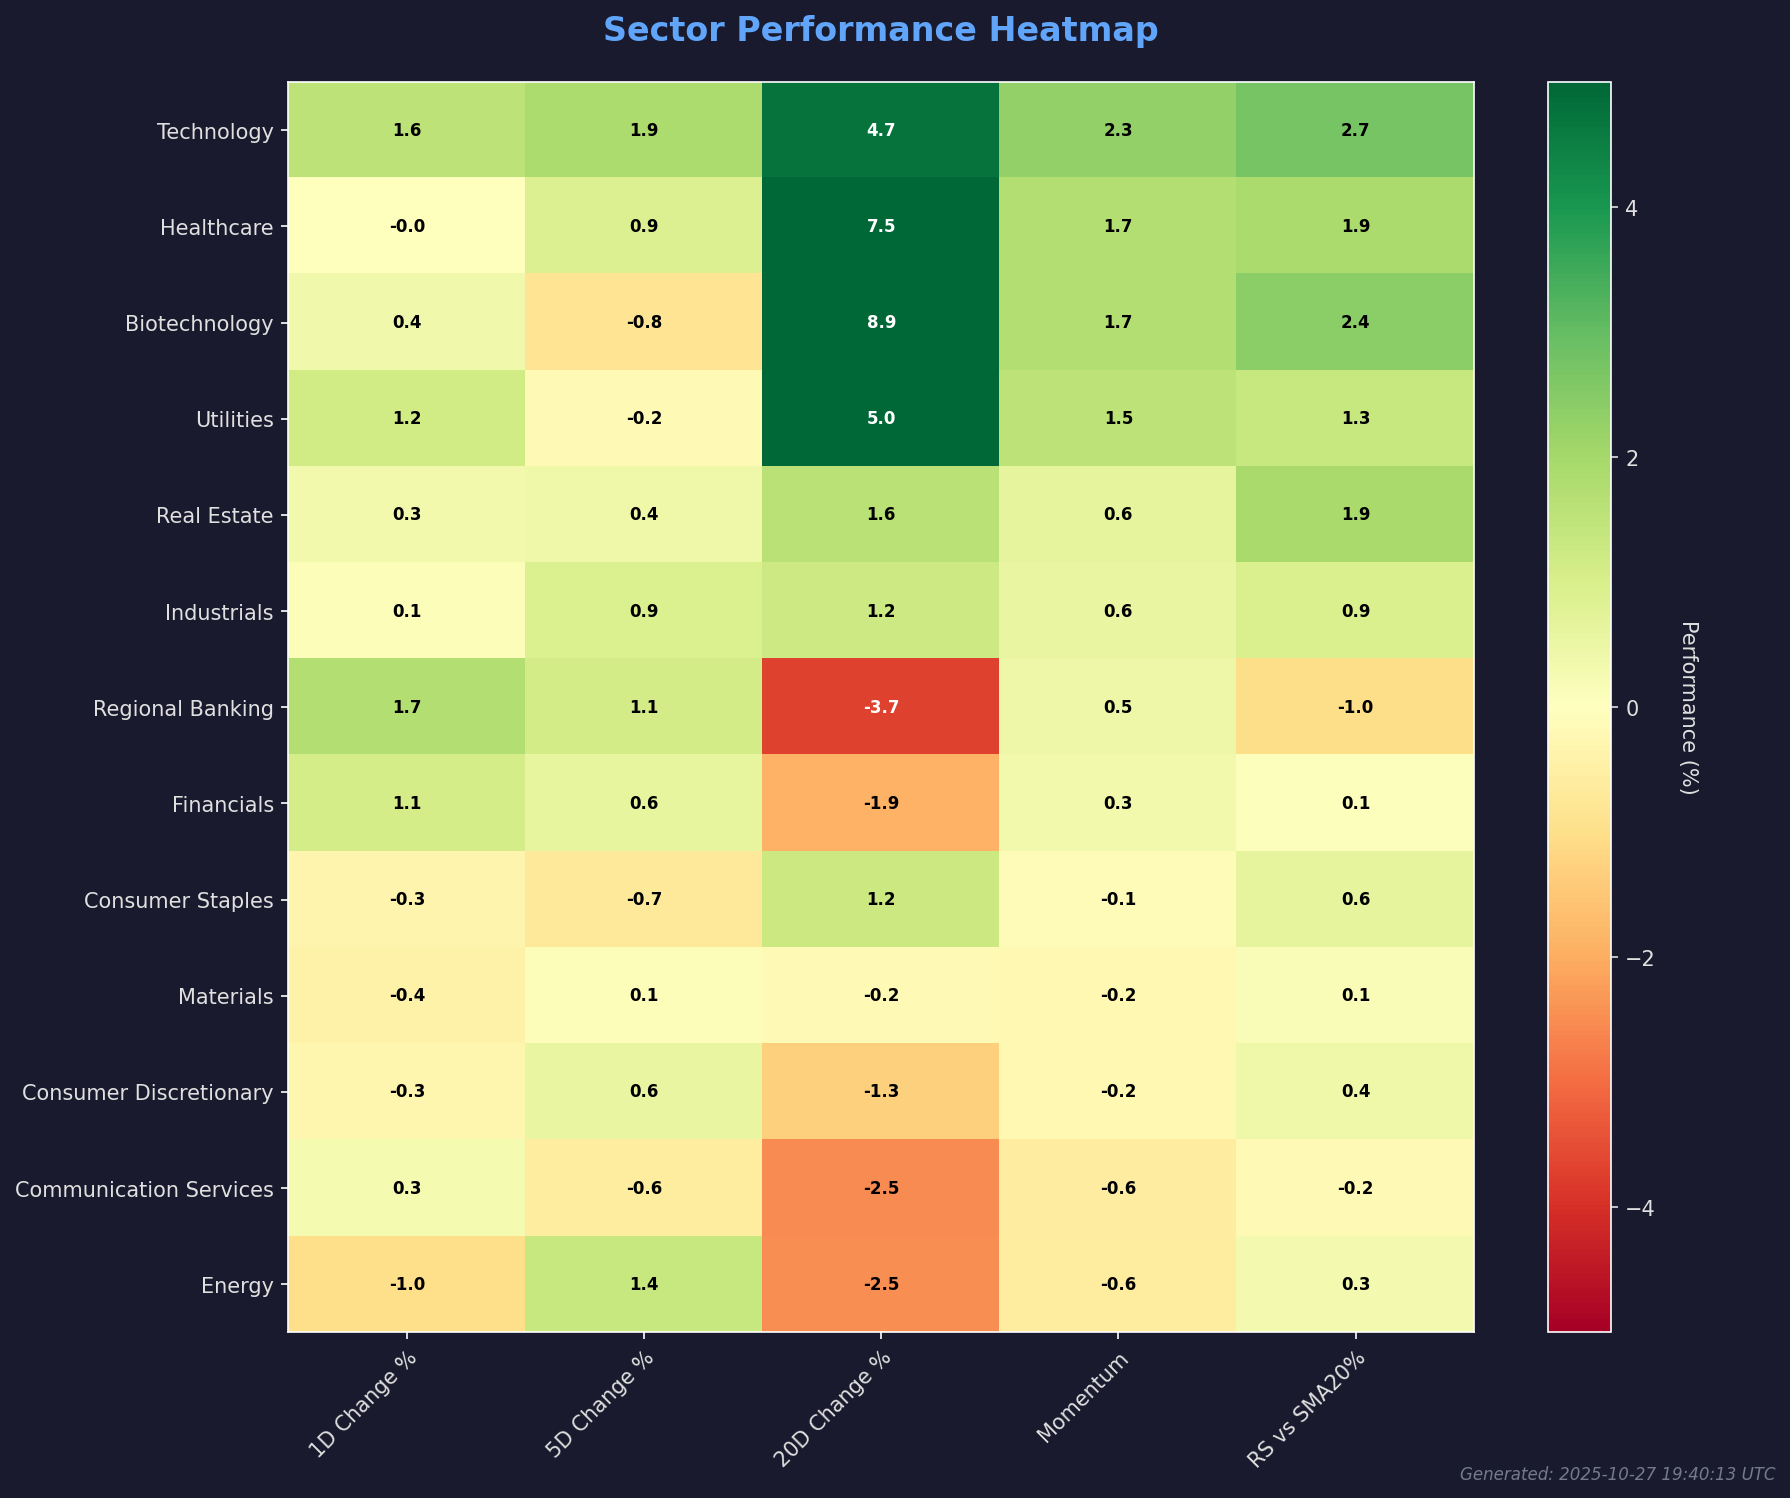 Sector Performance Heatmap
Technology 1.6 1.9 4.7 2.3 2.7
Healthcare -0.0 0.9 7.5 1.7 1.9
Biotechnology 0.4 -0.8 8.9 1.7 2.4
Utilities 1.2 -0.2 5.0 1.5 1.3
Real Estate 0.3 0.4 1.6 0.6 1.9
Industrials 0.1 0.9 1.2 0.6 0.9
Regional Banking 1.7 1.1 -3.7 0.5 -1.0
Financials 1.1 0.6 -1.9 0.3 0.1
Consumer Staples -0.3 -0.7 1.2 -0.1 0.6
Materials -0.4 0.1 -0.2 -0.2 0.1
Consumer Discretionary -0.3 0.6 -1.3 -0.2 0.4
Communication Services 0.3 -0.6 -2.5 -0.6 -0.2
Energy -1.0 1.4 -2.5 -0.6 0.3
1D Change % 5D Change % 20D Change % Momentum RS vs SMA20%
4
2
0
−2
−4
Performance (%)
Generated: 2025-10-27 19:40:13 UTC